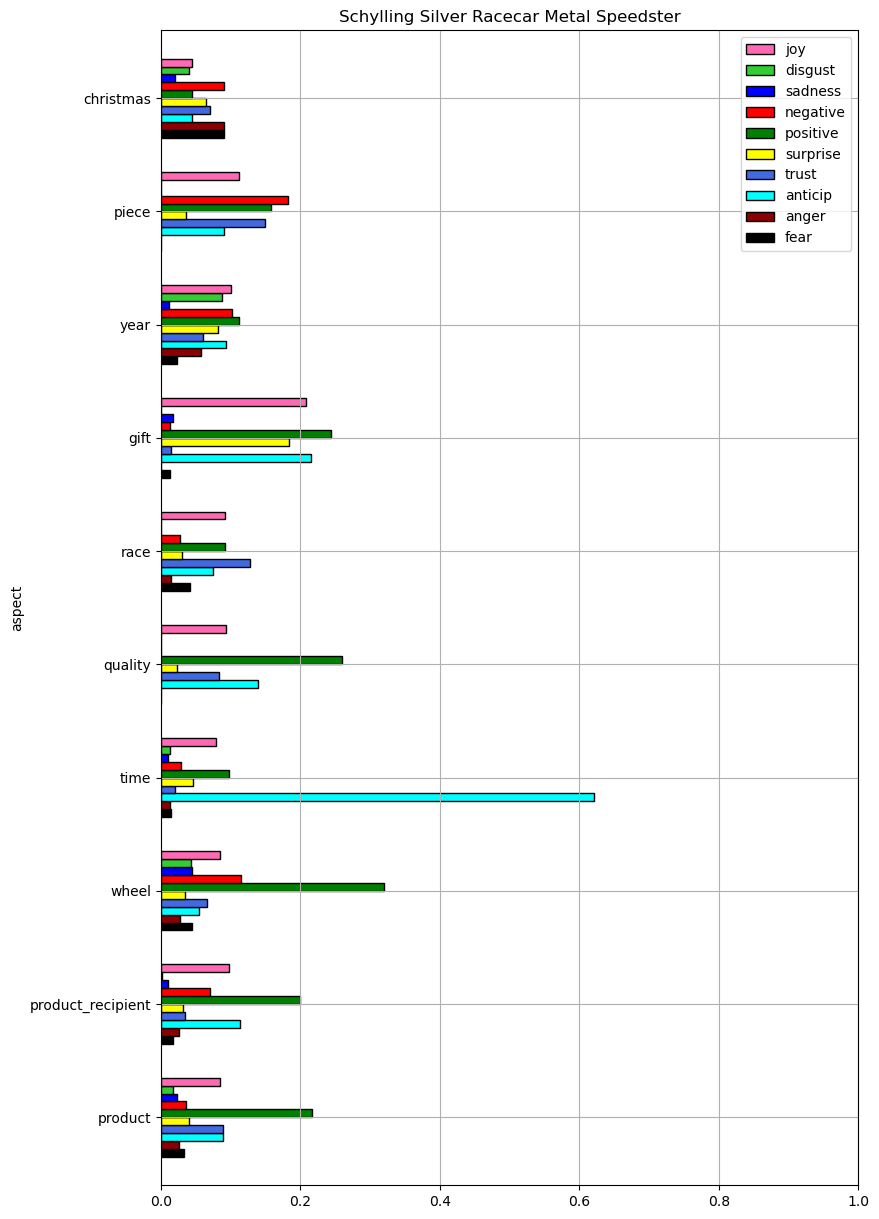 Schylling Silver Racecar Metal Speedster
joy
disgust
sadness
negative
positive
surprise
trust
anticip
anger
fear
christmas
piece
year
gift
race
quality
time
wheel
product_recipient
product
aspect
0.0 0.2 0.4 0.6 0.8 1.0